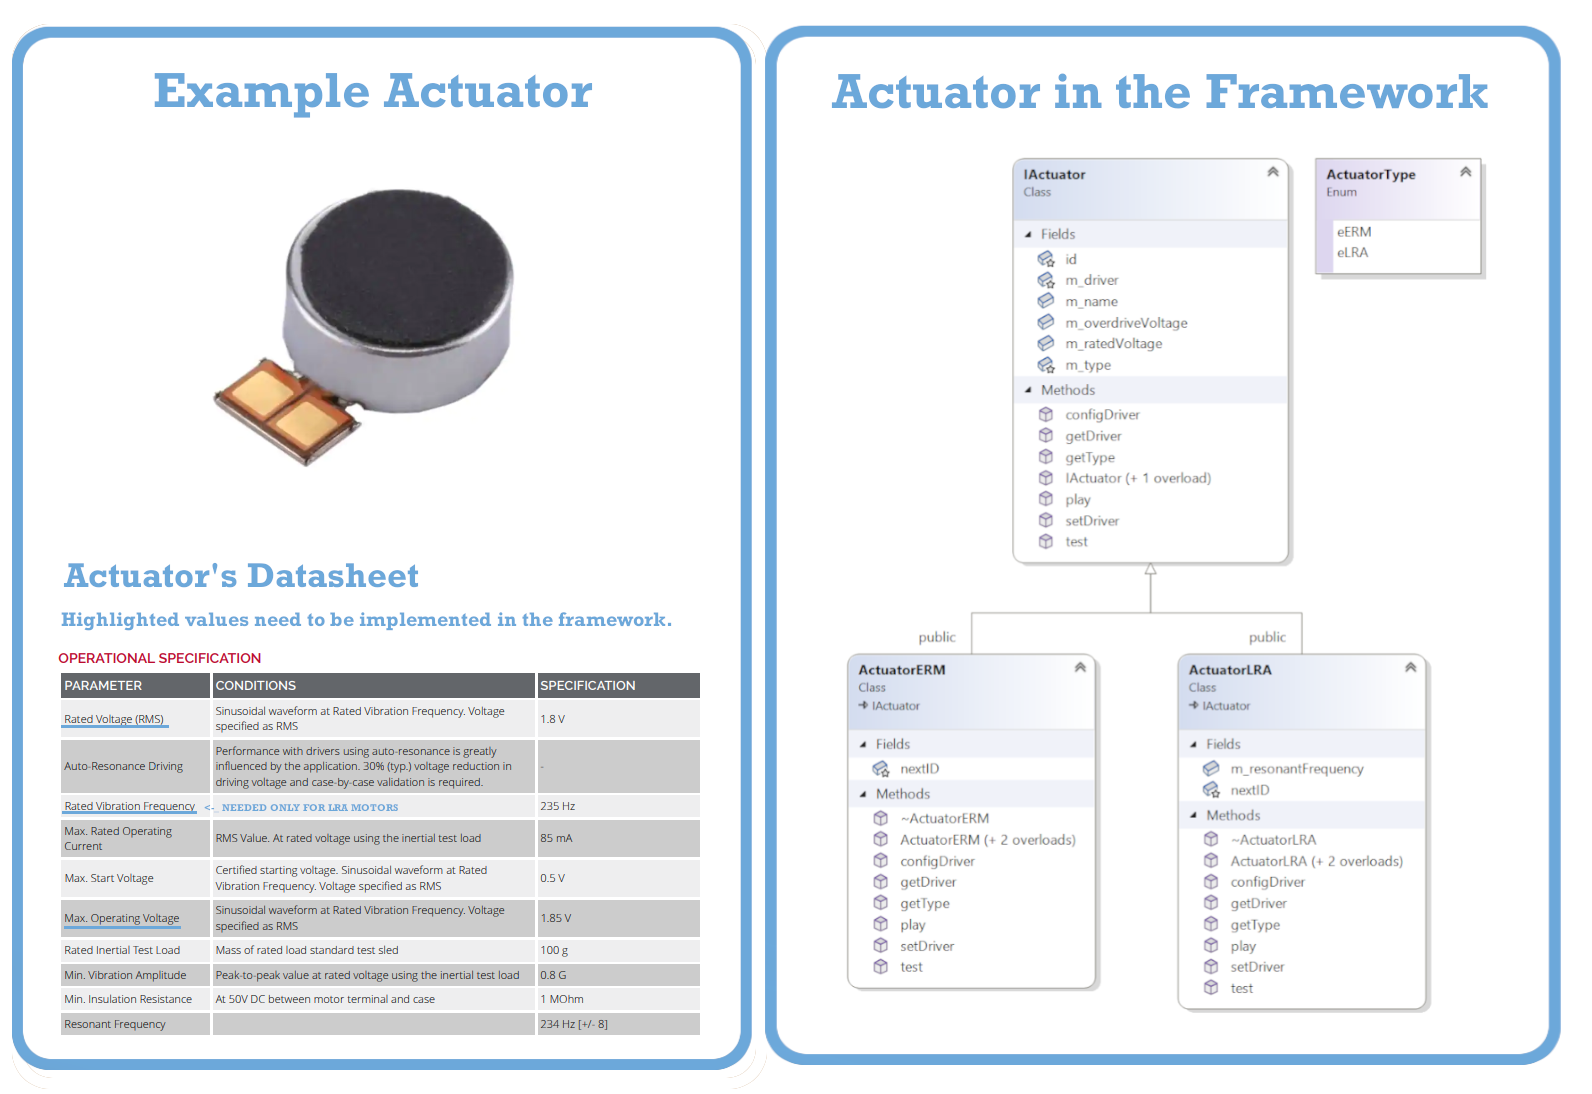 Example Actuator
Actuator's Datasheet
Highlighted values need to be implemented in the framework.
OPERATIONAL SPECIFICATION
PARAMETER CONDITIONS SPECIFICATION
Rated Voltage (RMS) Sinusoidal waveform at Rated Vibration Frequency. Voltage
specified as RMS 1.8 V
Auto-Resonance Driving Performance with drivers using auto-resonance is greatly
influenced by the application. 30% (typ.) voltage reduction in
driving voltage and case-by-case validation is required. -
Rated Vibration Frequency <- NEEDED ONLY FOR LRA MOTORS 235 Hz
Max. Rated Operating
Current RMS Value. At rated voltage using the inertial test load 85 mA
Max. Start Voltage Certified starting voltage. Sinusoidal waveform at Rated
Vibration Frequency. Voltage specified as RMS 0.5 V
Max. Operating Voltage Sinusoidal waveform at Rated Vibration Frequency. Voltage
specified as RMS 1.85 V
Rated Inertial Test Load Mass of rated load standard test sled 100 g
Min. Vibration Amplitude Peak-to-peak value at rated voltage using the inertial test load 0.8 G
Min. Insulation Resistance At 50V DC between motor terminal and case 1 MOhm
Resonant Frequency 234 Hz [+/- 8]
Actuator in the Framework
IActuator
Class
Fields
id
m_driver
m_name
m_overdriveVoltage
m_ratedVoltage
m_type
Methods
configDriver
getDriver
getType
IActuator (+ 1 overload)
play
setDriver
test
ActuatorType
Enum
eERM
eLRA
public
ActuatorERM
Class
IActuator
Fields
nextID
Methods
~ActuatorERM
ActuatorERM (+ 2 overloads)
configDriver
getDriver
getType
play
setDriver
test
public
ActuatorLRA
Class
IActuator
Fields
m_resonantFrequency
nextID
Methods
~ActuatorLRA
ActuatorLRA (+ 2 overloads)
configDriver
getDriver
getType
play
setDriver
test